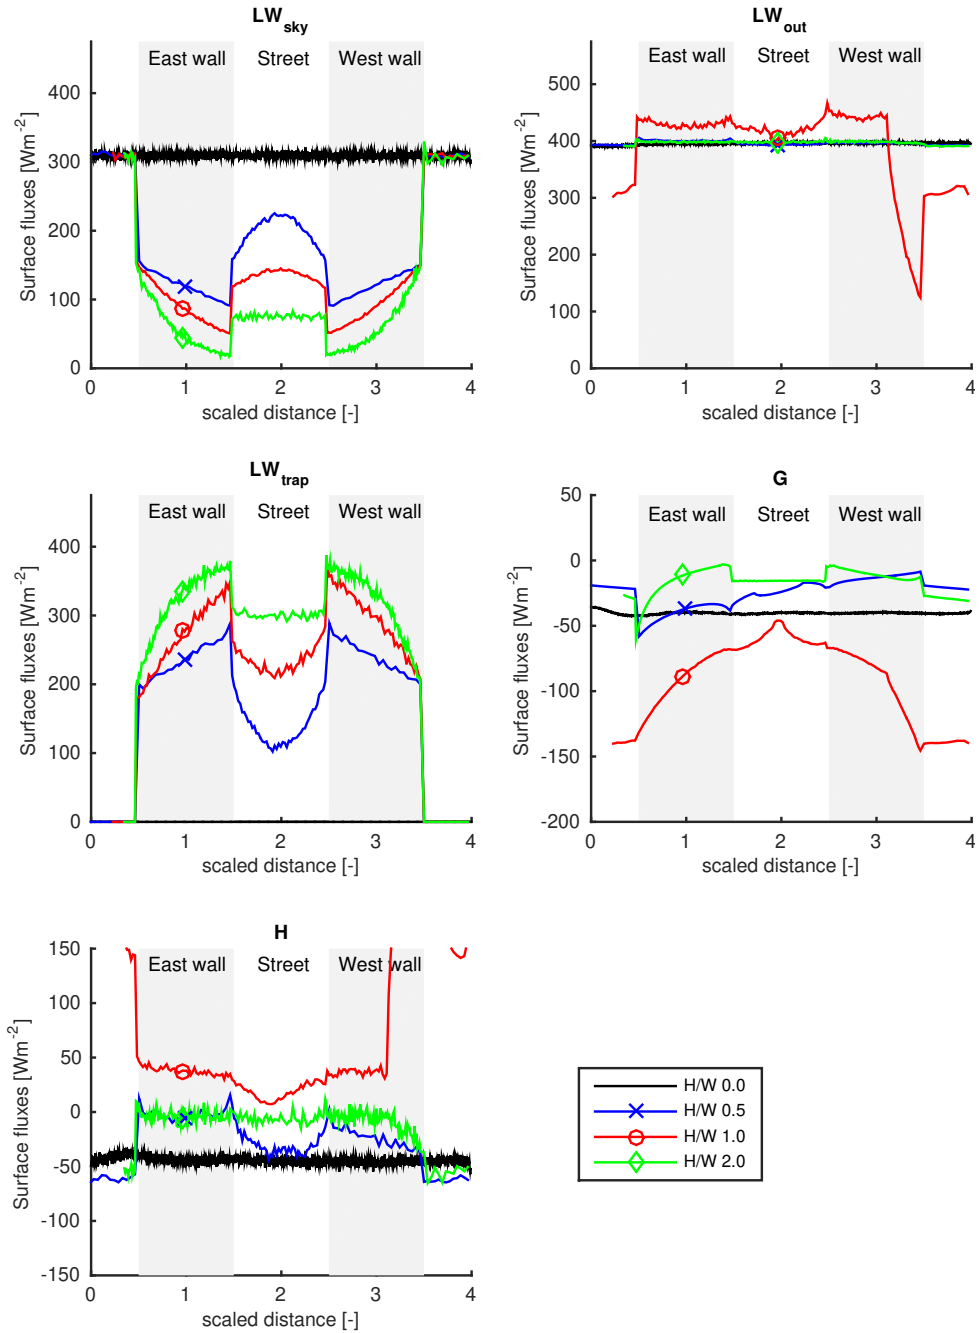 LW_sky
East wall Street West wall
400
300
200
100
0
0 1 2 3 4
scaled distance [-]
Surface fluxes [Wm^-2]
LW_out
East wall Street West wall
500
400
300
200
100
0
0 1 2 3 4
scaled distance [-]
Surface fluxes [Wm^-2]
LW_trap
East wall Street West wall
400
300
200
100
0
0 1 2 3 4
scaled distance [-]
Surface fluxes [Wm^-2]
G
East wall Street West wall
50
0
-50
-100
-150
-200
0 1 2 3 4
scaled distance [-]
Surface fluxes [Wm^-2]
H
East wall Street West wall
150
100
50
0
-50
-100
-150
0 1 2 3 4
scaled distance [-]
Surface fluxes [Wm^-2]
H/W 0.0
H/W 0.5
H/W 1.0
H/W 2.0